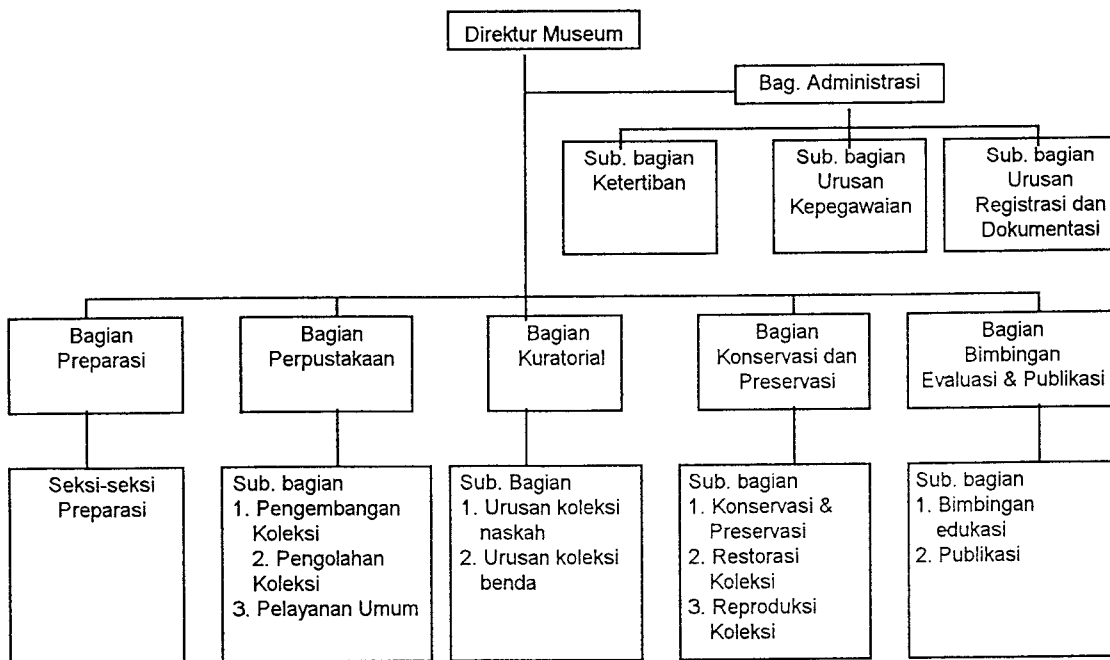 Direktur Museum
Bag. Administrasi
Sub. bagian
Ketertiban
Sub. bagian
Urusan
Kepegawaian
Sub. bagian
Urusan
Registrasi dan
Dokumentasi
Bagian
Preparasi
Bagian
Perpustakaan
Bagian
Kuratorial
Bagian
Konservasi dan
Preservasi
Bagian
Bimbingan
Evaluasi & Publikasi
Seksi-seksi
Preparasi
Sub. bagian
1. Pengembangan
Koleksi
2. Pengolahan
Koleksi
3. Pelayanan Umum
Sub. Bagian
1. Urusan koleksi
naskah
2. Urusan koleksi
benda
Sub. bagian
1. Konservasi &
Preservasi
2. Restorasi
Koleksi
3. Reproduksi
Koleksi
Sub. bagian
1. Bimbingan
edukasi
2. Publikasi